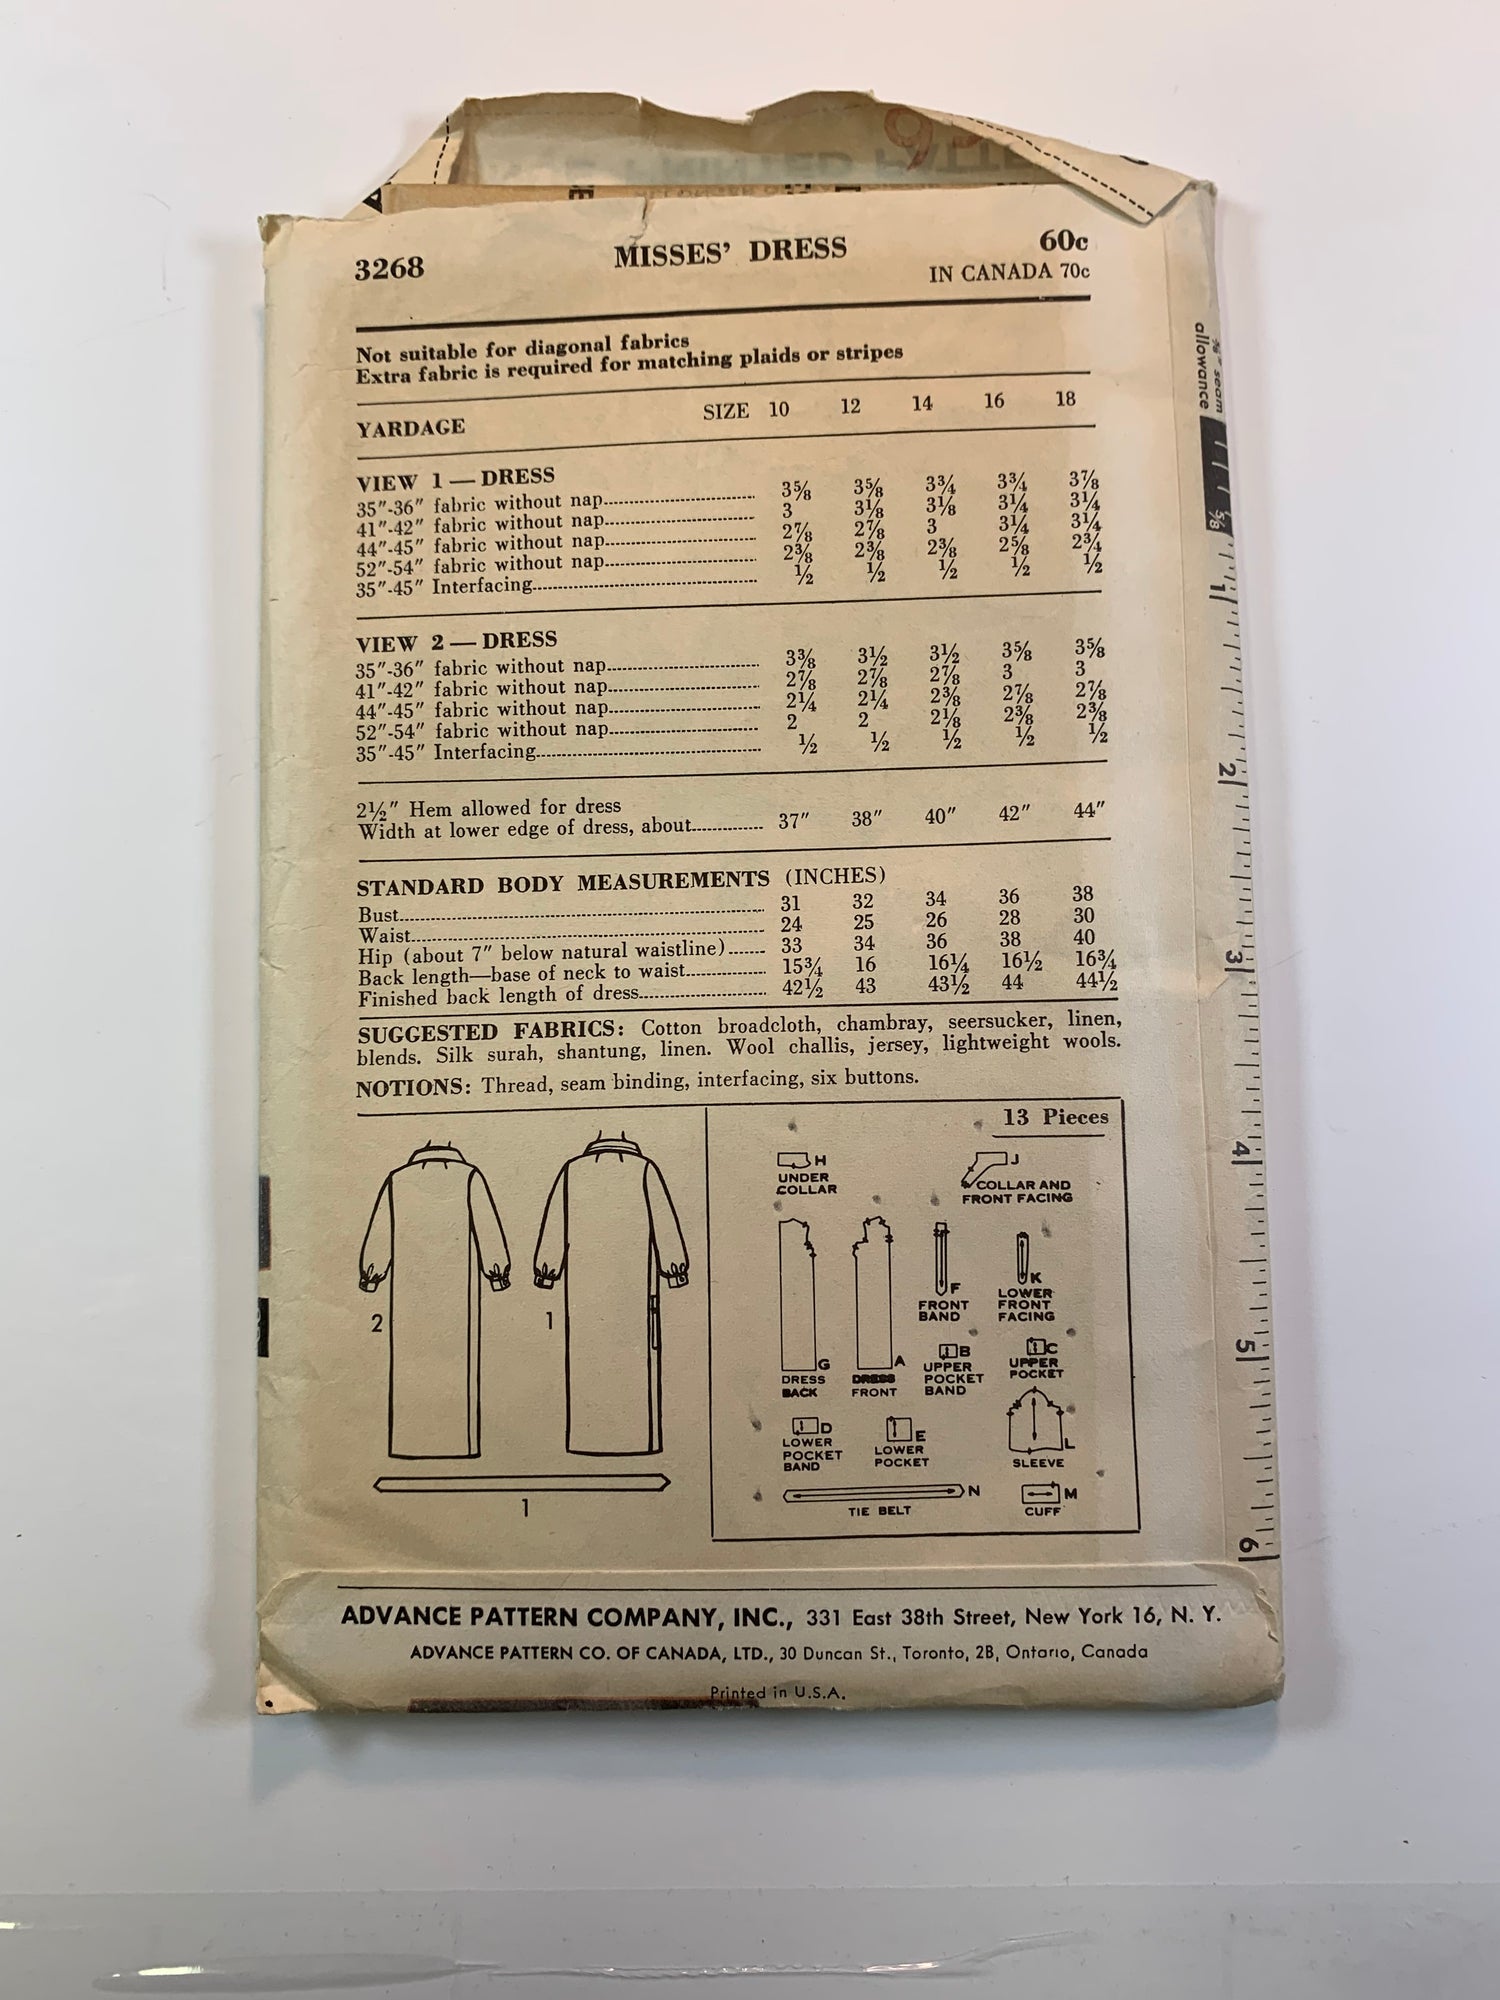 3268 MISSES' DRESS 60c
IN CANADA 70c
Not suitable for diagonal fabrics
Extra fabric is required for matching plaids or stripes
YARDAGE SIZE 10 12 14 16 18
VIEW 1 — DRESS
35"-36" fabric without nap 3⅝ 3⅝ 3¾ 3¾ 3⅞
41"-42" fabric without nap 3 3⅛ 3⅛ 3¼ 3¼
44"-45" fabric without nap 2⅞ 2⅞ 3 3¼ 3¼
52"-54" fabric without nap 2⅜ 2⅜ 2⅜ 2⅝ 2¾
35"-45" Interfacing ½ ½ ½ ½ ½
VIEW 2 — DRESS
35"-36" fabric without nap 3⅜ 3½ 3½ 3⅝ 3⅝
41"-42" fabric without nap 2⅞ 2⅞ 2⅞ 3 3
44"-45" fabric without nap 2¼ 2¼ 2⅜ 2⅞ 2⅞
52"-54" fabric without nap 2 2 2⅛ 2⅜ 2⅜
35"-45" Interfacing ½ ½ ½ ½ ½
2½" Hem allowed for dress
Width at lower edge of dress, about 37" 38" 40" 42" 44"
STANDARD BODY MEASUREMENTS (INCHES)
Bust 31 32 34 36 38
Waist 24 25 26 28 30
Hip (about 7" below natural waistline) 33 34 36 38 40
Back length—base of neck to waist 15¾ 16 16¼ 16½ 16¾
Finished back length of dress 42½ 43 43½ 44 44½
SUGGESTED FABRICS: Cotton broadcloth, chambray, seersucker, linen,
blends. Silk surah, shantung, linen. Wool challis, jersey, lightweight wools.
NOTIONS: Thread, seam binding, interfacing, six buttons.
2
1
1
13 Pieces
H
UNDER
COLLAR
J
COLLAR AND
FRONT FACING
G
DRESS
BACK
A
DRESS
FRONT
F
FRONT
BAND
K
LOWER
FRONT
FACING
B
UPPER
POCKET
BAND
C
UPPER
POCKET
D
LOWER
POCKET
BAND
E
LOWER
POCKET
L
SLEEVE
N
TIE BELT
M
CUFF
⅝" seam
allowance
⅝
1
2
3
4
5
6
ADVANCE PATTERN COMPANY, INC., 331 East 38th Street, New York 16, N. Y.
ADVANCE PATTERN CO. OF CANADA, LTD., 30 Duncan St., Toronto, 2B, Ontario, Canada
Printed in U.S.A.